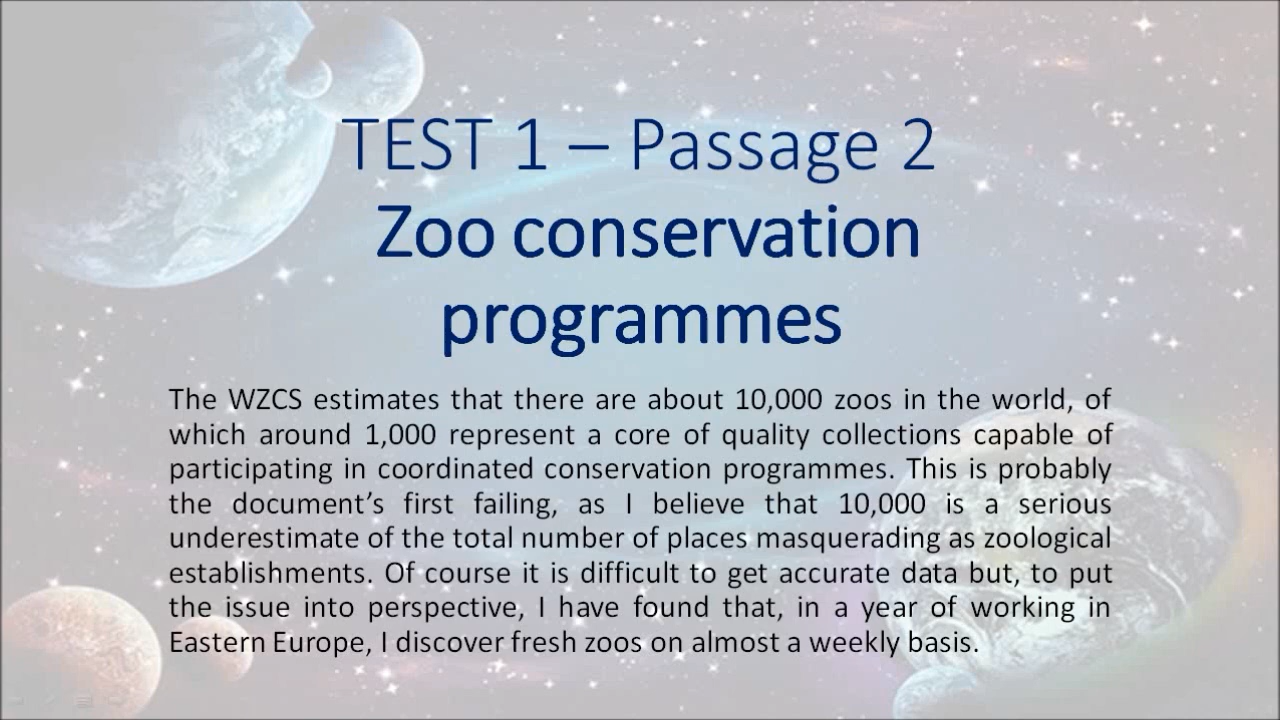 TEST 1 – Passage 2
Zoo conservation
programmes
The WZCS estimates that there are about 10,000 zoos in the world, of
which around 1,000 represent a core of quality collections capable of
participating in coordinated conservation programmes. This is probably
the document’s first failing, as I believe that 10,000 is a serious
underestimate of the total number of places masquerading as zoological
establishments. Of course it is difficult to get accurate data but, to put
the issue into perspective, I have found that, in a year of working in
Eastern Europe, I discover fresh zoos on almost a weekly basis.